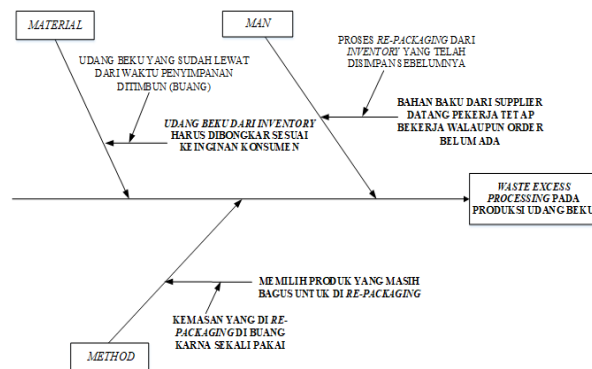 MATERIAL
MAN
UDANG BEKU YANG SUDAH LEWAT
DARI WAKTU PENYIMPANAN
DITIMBUN (BUANG)
PROSES RE-PACKAGING DARI
INVENTORY YANG TELAH
DISIMPAN SEBELUMNYA
UDANG BEKU DARI INVENTORY
HARUS DIBONGKAR SESUAI
KEINGINAN KONSUMEN
BAHAN BAKU DARI SUPPLIER
DATANG PEKERJA TETAP
BEKERJA WALAUPUN ORDER
BELUM ADA
WASTE EXCESS
PROCESSING PADA
PRODUKSI UDANG BEKU
MEMILIH PRODUK YANG MASIH
BAGUS UNTUK DI RE-PACKAGING
KEMASAN YANG DI RE-
PACKAGING DI BUANG
KARNA SEKALI PAKAI
METHOD